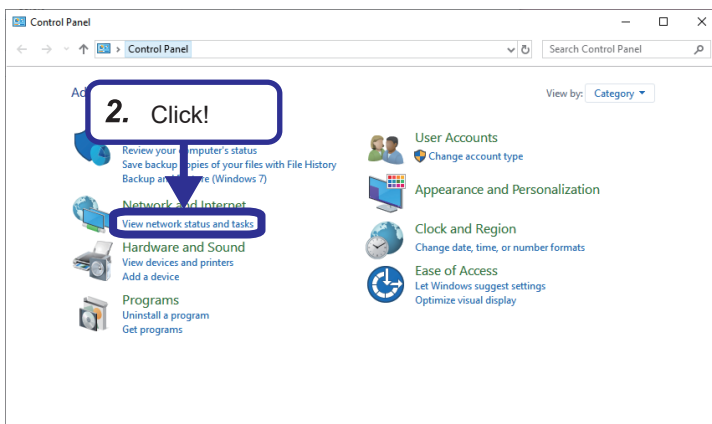 Control Panel
Control Panel
Search Control Panel
Ad
View by: Category
2. Click!
Review your computer's status
Save backup copies of your files with File History
Backup and Restore (Windows 7)
Network and Internet
View network status and tasks
Hardware and Sound
View devices and printers
Add a device
Programs
Uninstall a program
Get programs
User Accounts
Change account type
Appearance and Personalization
Clock and Region
Change date, time, or number formats
Ease of Access
Let Windows suggest settings
Optimize visual display